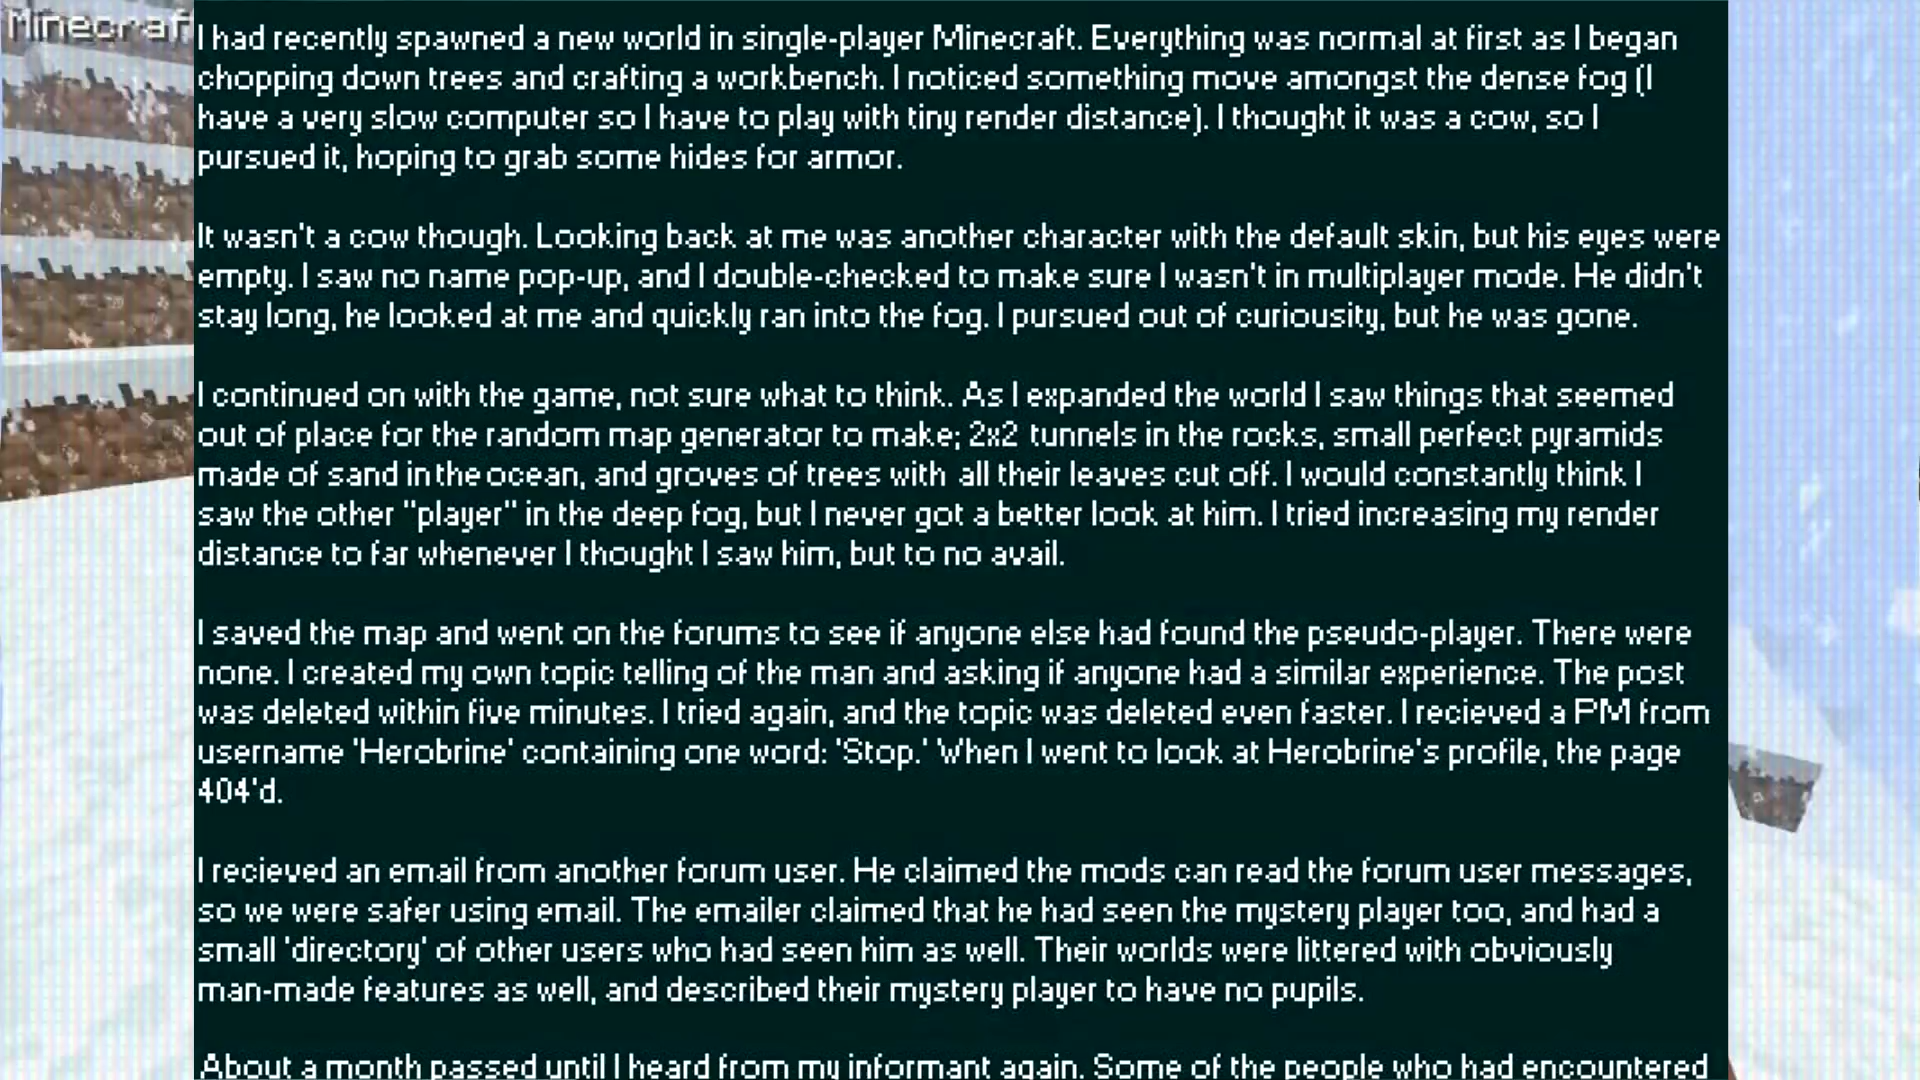 Minecraf
I had recently spawned a new world in single-player Minecraft. Everything was normal at first as I began
chopping down trees and crafting a workbench. I noticed something move amongst the dense fog (I
have a very slow computer so I have to play with tiny render distance). I thought it was a cow, so I
pursued it, hoping to grab some hides for armor.
It wasn't a cow though. Looking back at me was another character with the default skin, but his eyes were
empty. I saw no name pop-up, and I double-checked to make sure I wasn't in multiplayer mode. He didn't
stay long, he looked at me and quickly ran into the fog. I pursued out of curiousity, but he was gone.
I continued on with the game, not sure what to think. As I expanded the world I saw things that seemed
out of place for the random map generator to make; 2x2 tunnels in the rocks, small perfect pyramids
made of sand in the ocean, and groves of trees with all their leaves cut off. I would constantly think I
saw the other "player" in the deep fog, but I never got a better look at him. I tried increasing my render
distance to far whenever I thought I saw him, but to no avail.
I saved the map and went on the forums to see if anyone else had found the pseudo-player. There were
none. I created my own topic telling of the man and asking if anyone had a similar experience. The post
was deleted within five minutes. I tried again, and the topic was deleted even faster. I recieved a PM from
username 'Herobrine' containing one word: 'Stop.' When I went to look at Herobrine's profile, the page
404'd.
I recieved an email from another forum user. He claimed the mods can read the forum user messages,
so we were safer using email. The emailer claimed that he had seen the mystery player too, and had a
small 'directory' of other users who had seen him as well. Their worlds were littered with obviously
man-made features as well, and described their mystery player to have no pupils.
About a month passed until I heard from my informant again. Some of the people who had encountered